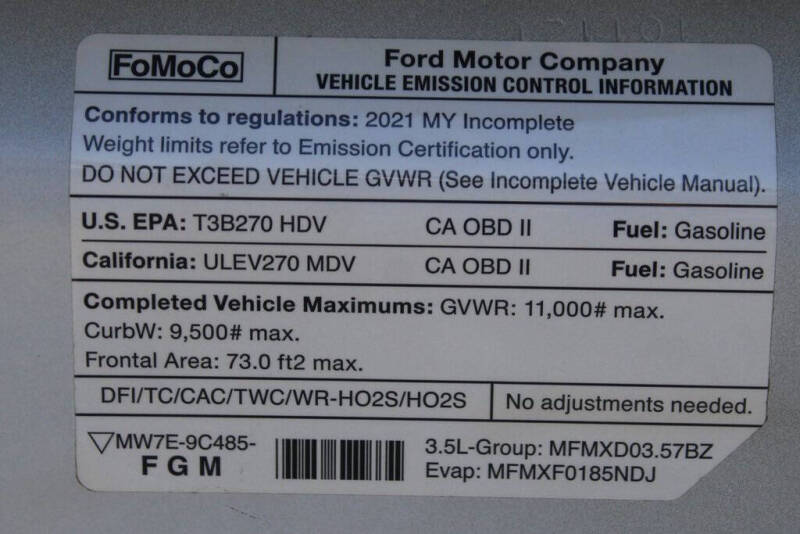 FoMoCo
Ford Motor Company
VEHICLE EMISSION CONTROL INFORMATION
Conforms to regulations: 2021 MY Incomplete
Weight limits refer to Emission Certification only.
DO NOT EXCEED VEHICLE GVWR (See Incomplete Vehicle Manual).
U.S. EPA: T3B270 HDV CA OBD II Fuel: Gasoline
California: ULEV270 MDV CA OBD II Fuel: Gasoline
Completed Vehicle Maximums: GVWR: 11,000# max.
CurbW: 9,500# max.
Frontal Area: 73.0 ft2 max.
DFI/TC/CAC/TWC/WR-HO2S/HO2S No adjustments needed.
MW7E-9C485-
FGM
3.5L-Group: MFMXD03.57BZ
Evap: MFMXF0185NDJ